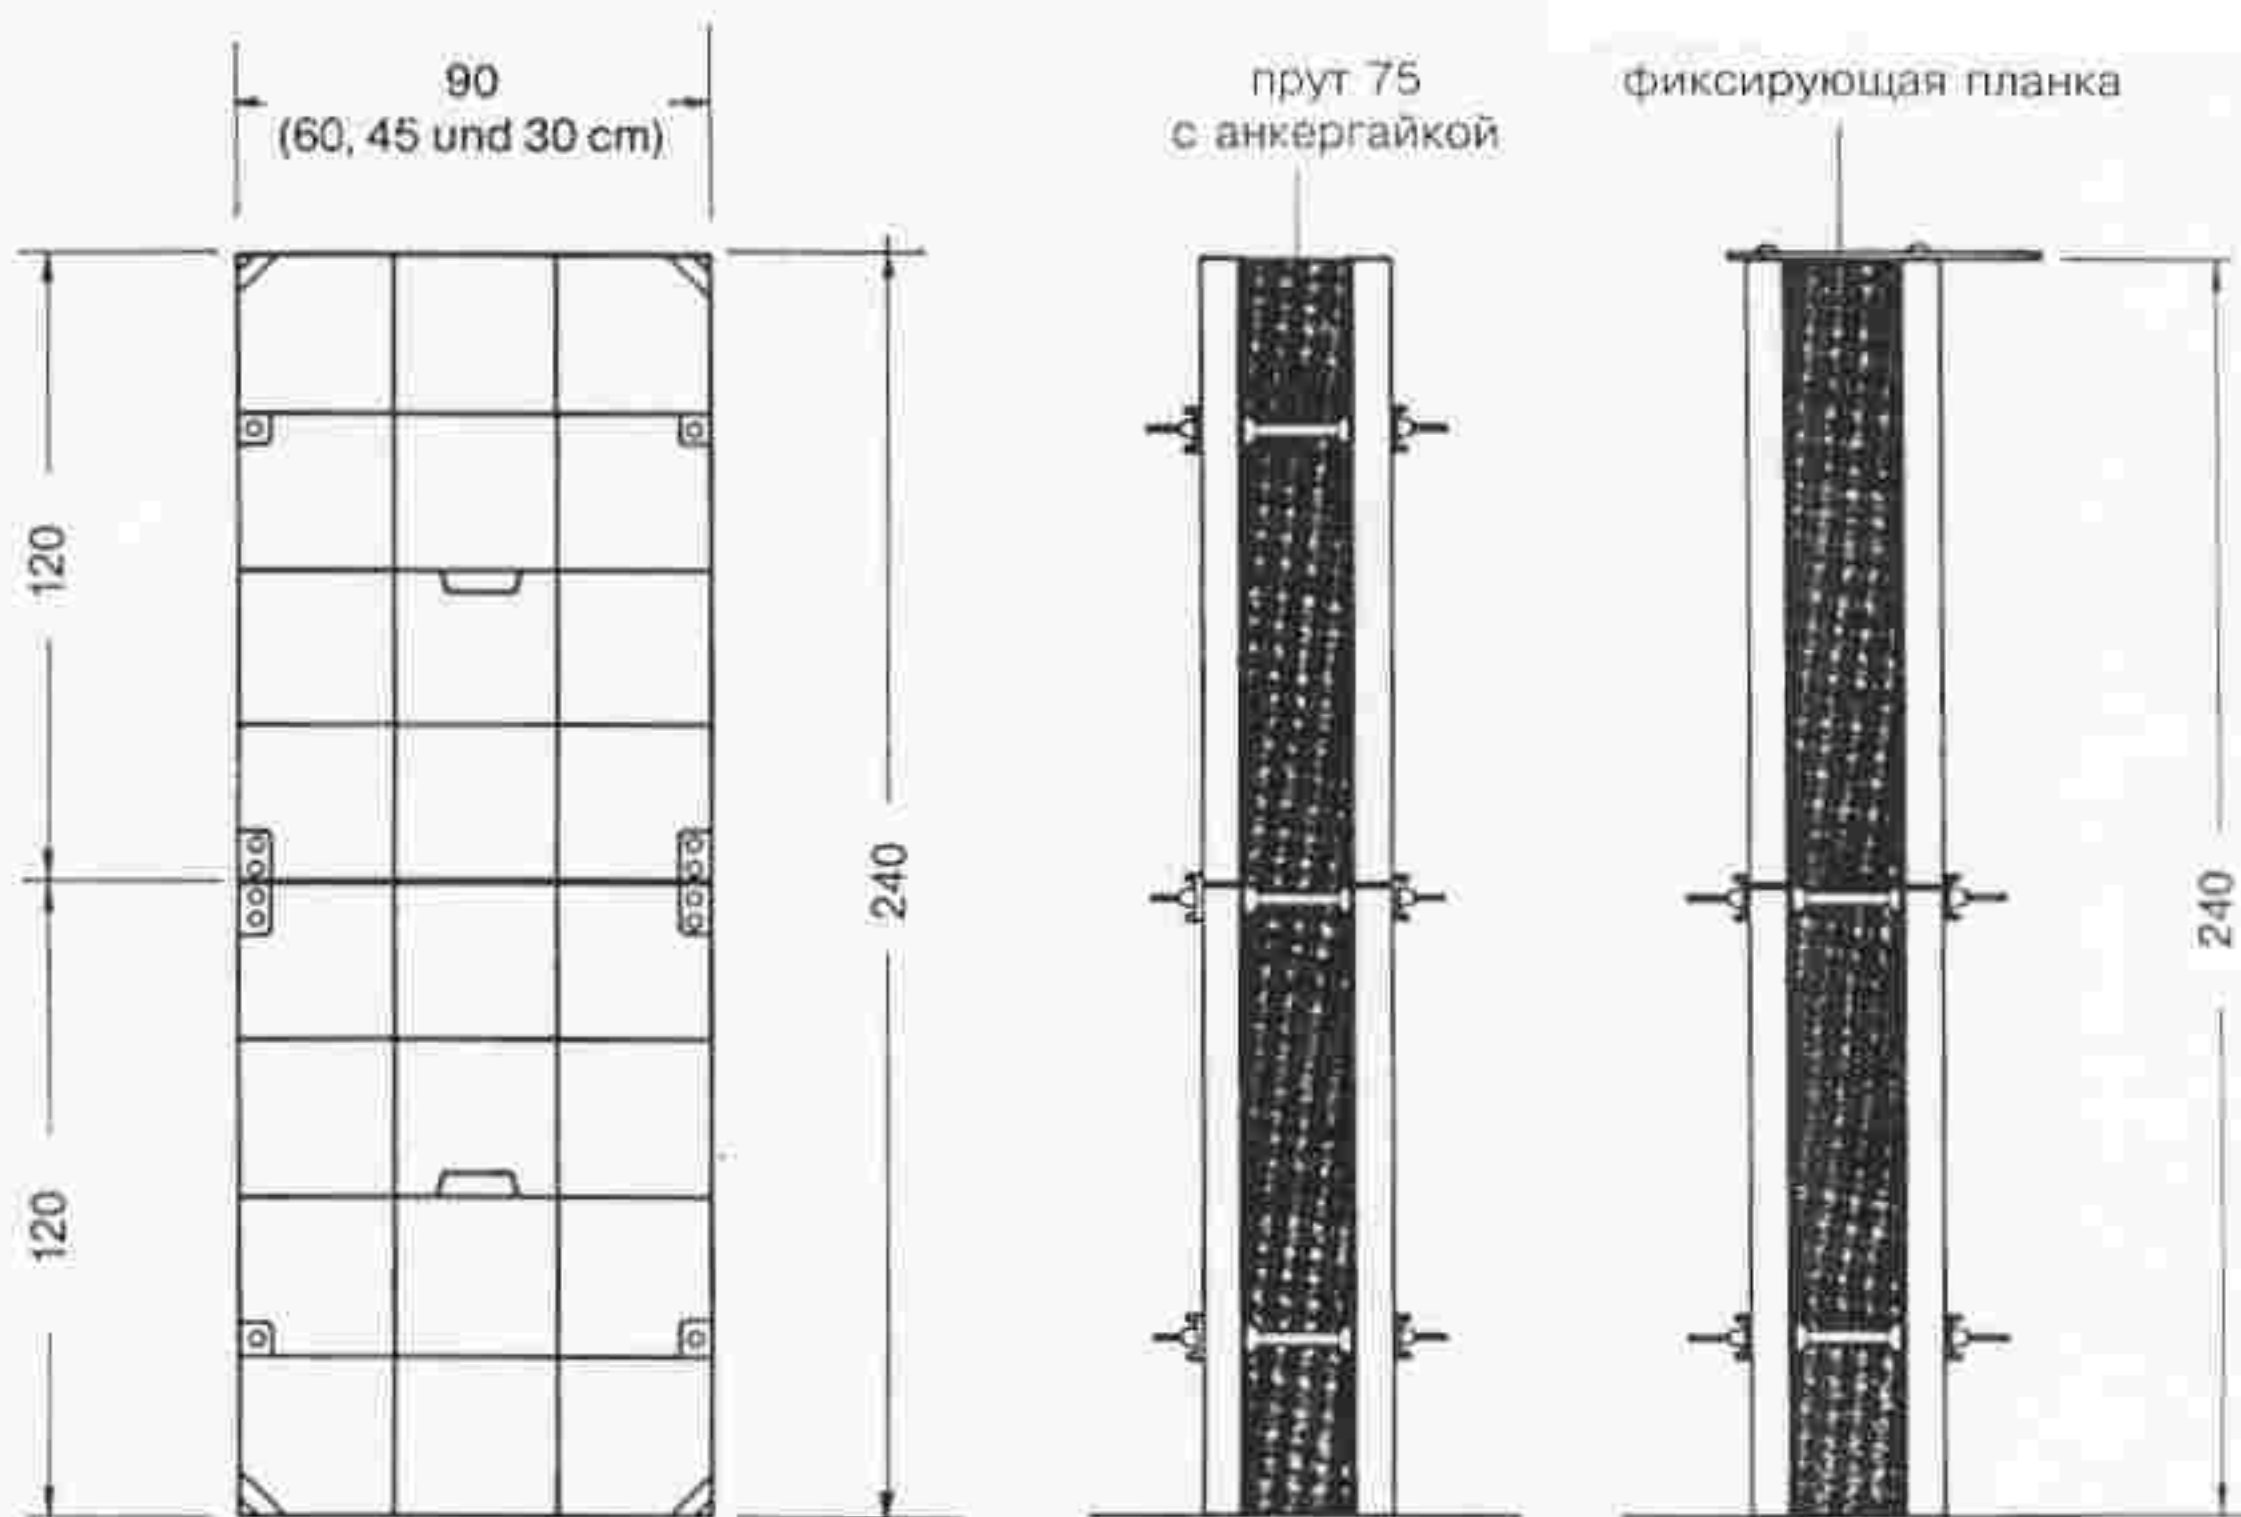 90
(60, 45 und 30 cm)
прут 75
с анкергайкой
фиксирующая планка
120
240
240
120